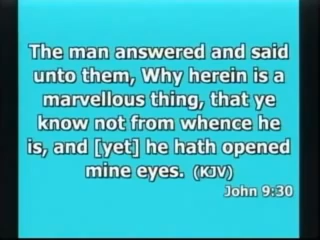 The man answered and said
unto them, Why herein is a
marvellous thing, that ye
know not from whence he
is, and [yet] he hath opened
mine eyes. (KJV)
John 9:30